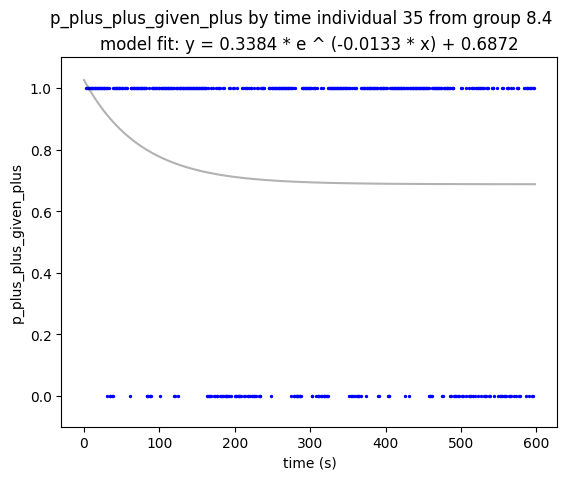 p_plus_plus_given_plus by time individual 35 from group 8.4
model fit: y = 0.3384 * e ^ (-0.0133 * x) + 0.6872
p_plus_plus_given_plus
1.0
0.8
0.6
0.4
0.2
0.0
0 100 200 300 400 500 600
time (s)